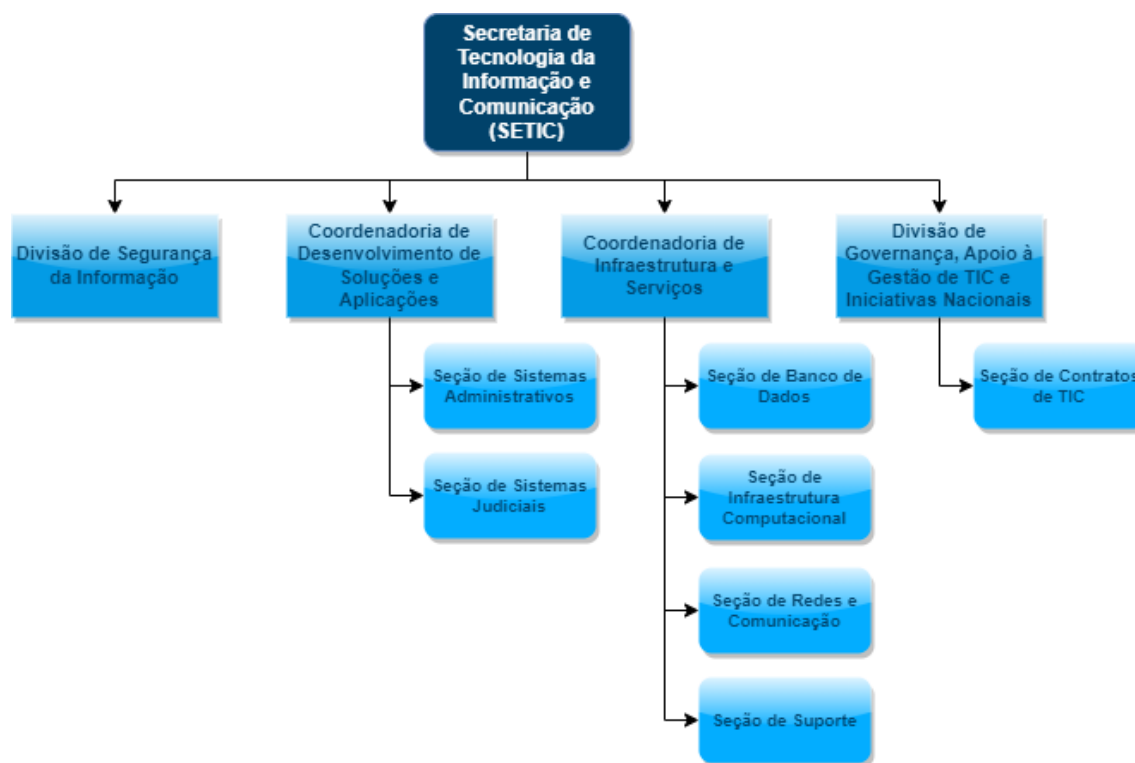 Secretaria de
Tecnologia da
Informação e
Comunicação
(SETIC)
Divisão de Segurança
da Informação
Coordenadoria de
Desenvolvimento de
Soluções e
Aplicações
Coordenadoria de
Infraestrutura e
Serviços
Divisão de
Governança, Apoio à
Gestão de TIC e
Iniciativas Nacionais
Seção de Sistemas
Administrativos
Seção de Sistemas
Judiciais
Seção de Banco de
Dados
Seção de
Infraestrutura
Computacional
Seção de Redes e
Comunicação
Seção de Suporte
Seção de Contratos
de TIC